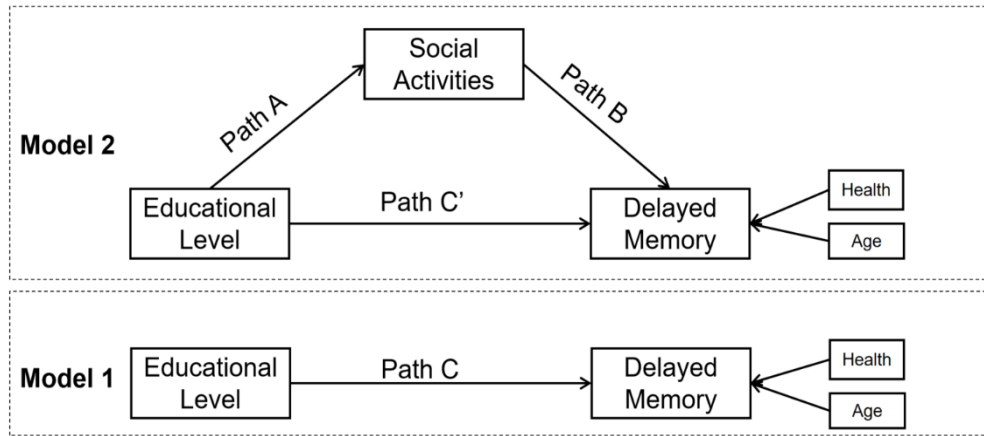 Social
Activities
Path A
Path B
Model 2
Educational
Level
Path C’
Delayed
Memory
Health
Age
Model 1
Educational
Level
Path C
Delayed
Memory
Health
Age